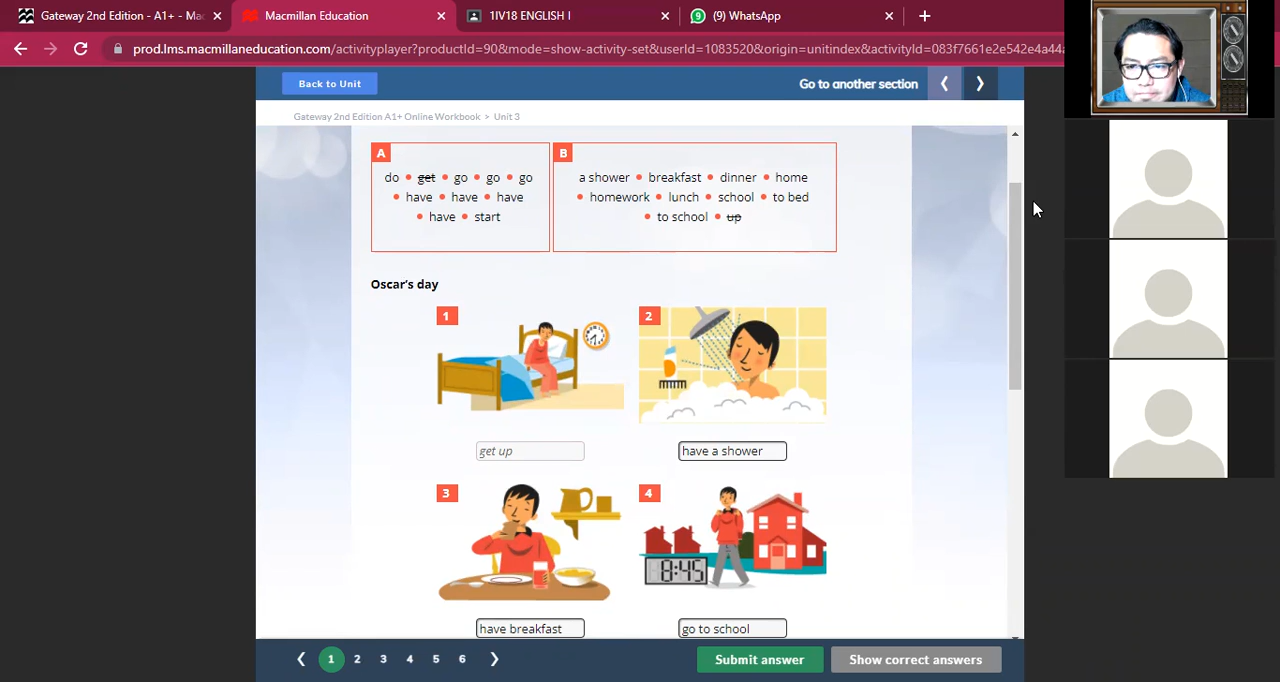 Gateway 2nd Edition - A1+ - Mac
Macmillan Education
1IV18 ENGLISH I
(9) WhatsApp
prod.lms.macmillaneducation.com/activityplayer?productId=90&mode=show-activity-set&userId=1083520&origin=unitindex&activityId=083f7661e2e542e4a44a
Back to Unit
Go to another section
Gateway 2nd Edition A1+ Online Workbook > Unit 3
A
do • get • go • go • go
• have • have • have
• have • start
B
a shower • breakfast • dinner • home
• homework • lunch • school • to bed
• to school • up
Oscar's day
1
2
get up
have a shower
3
4
8:45
have breakfast
go to school
1 2 3 4 5 6
Submit answer
Show correct answers